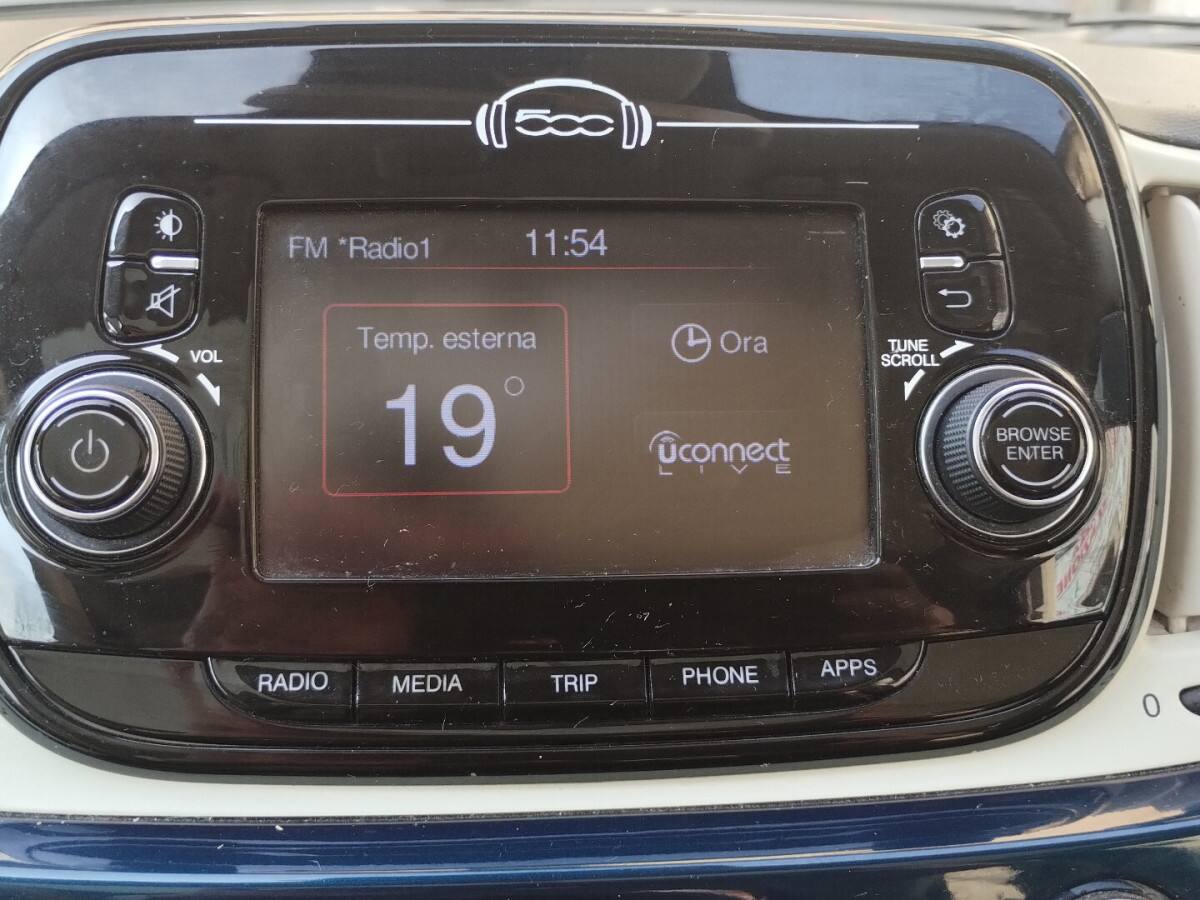 500
FM *Radio1 11:54
Temp. esterna
19°
Ora
uconnect
LIVE
VOL
TUNE
SCROLL
BROWSE
ENTER
RADIO MEDIA TRIP PHONE APPS
0